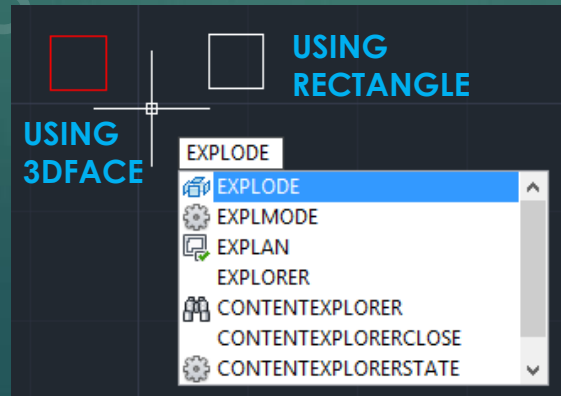 USING
RECTANGLE
USING
3DFACE
EXPLODE
EXPLODE
EXPLMODE
EXPLAN
EXPLORER
CONTENTEXPLORER
CONTENTEXPLORERCLOSE
CONTENTEXPLORERSTATE